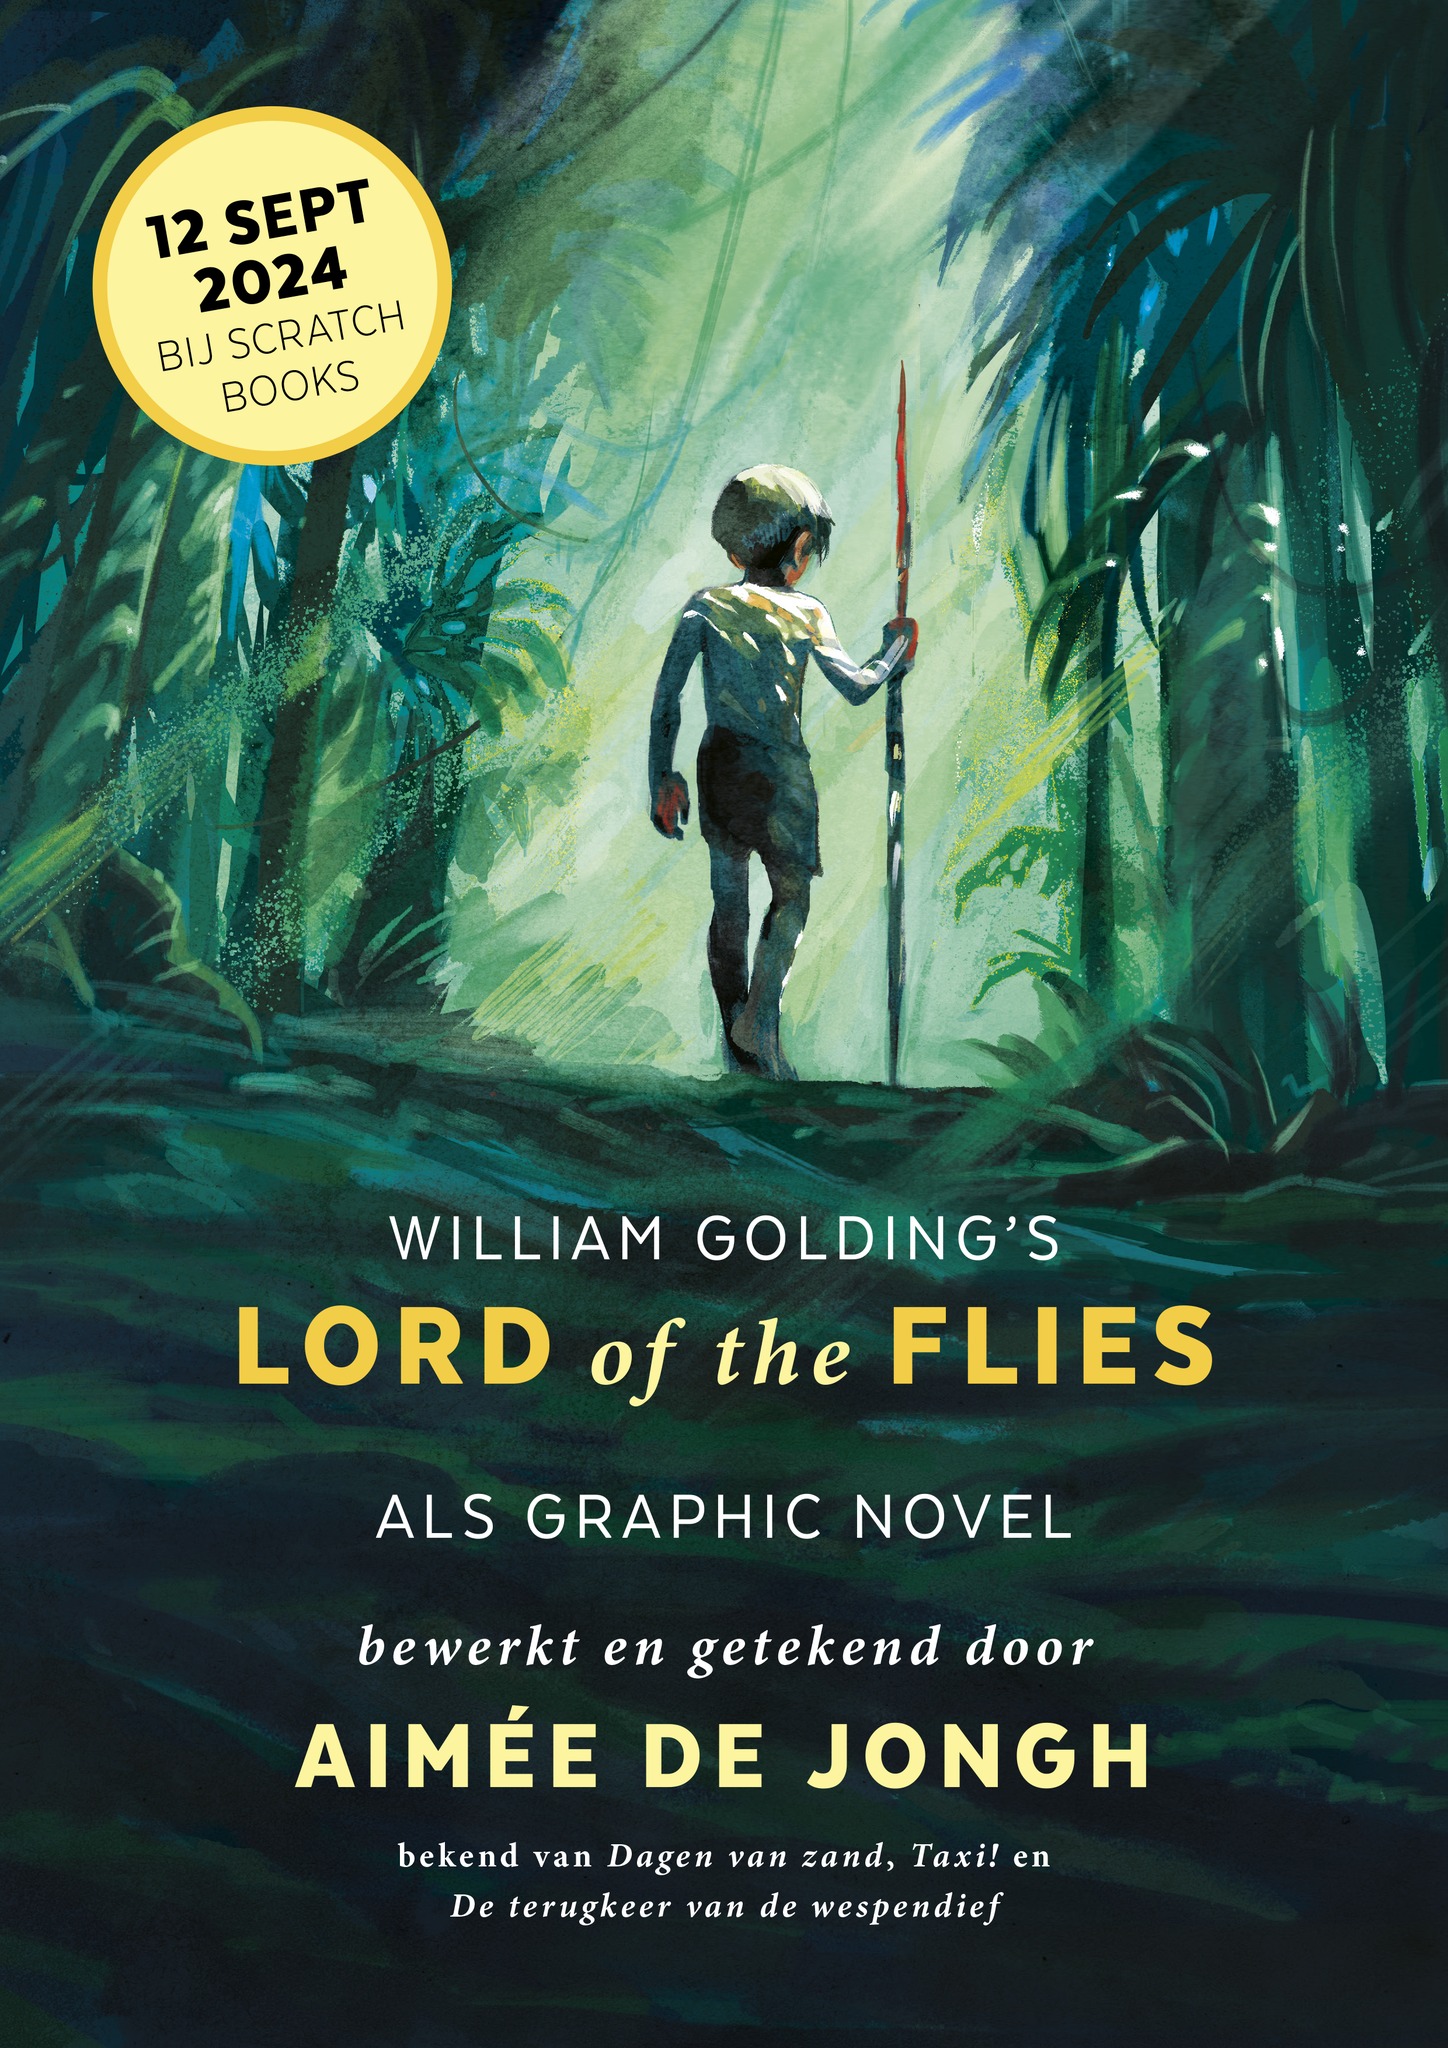 12 SEPT
2024
BIJ SCRATCH
BOOKS
WILLIAM GOLDING'S
LORD of the FLIES
ALS GRAPHIC NOVEL
bewerkt en getekend door
AIMÉE DE JONGH
bekend van Dagen van zand, Taxi! en
De terugkeer van de wespendief